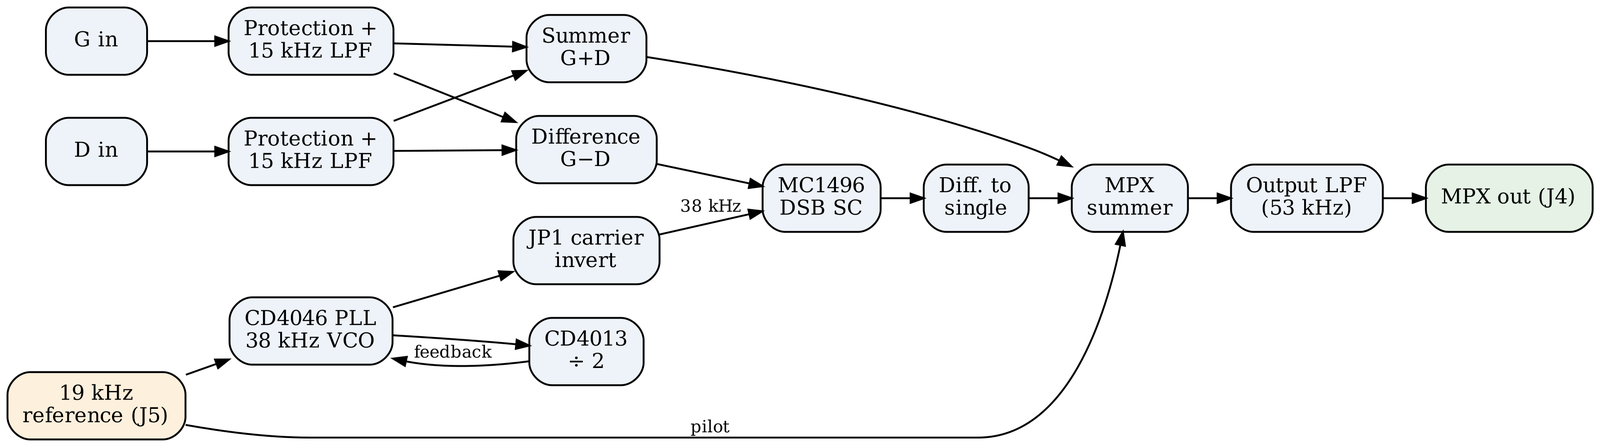 G in
Protection +
15 kHz LPF
Summer
G+D
D in
Protection +
15 kHz LPF
Difference
G−D
MC1496
DSB SC
Diff. to
single
MPX
summer
Output LPF
(53 kHz)
MPX out (J4)
38 kHz
JP1 carrier
invert
CD4046 PLL
38 kHz VCO
feedback
CD4013
÷ 2
19 kHz
reference (J5)
pilot